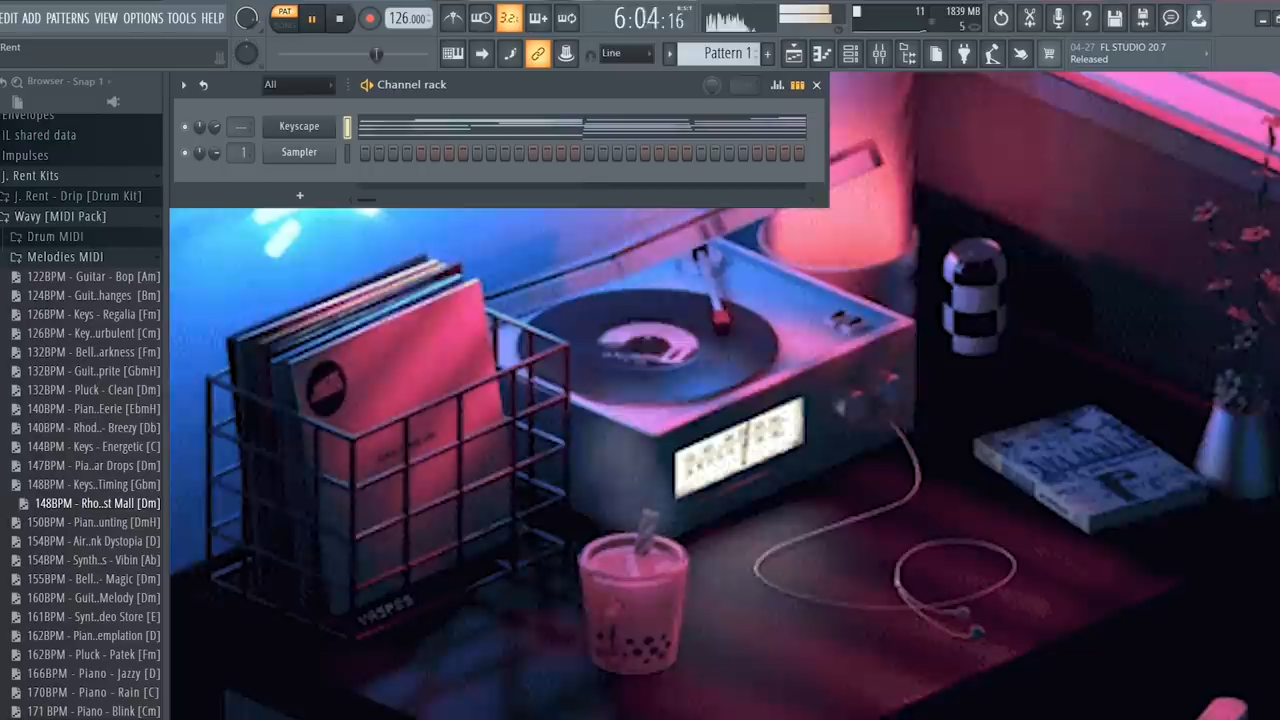 EDIT ADD PATTERNS VIEW OPTIONS TOOLS HELP
PAT
126.000
3.2.
6:04:16
B:S:T
11
1839 MB
5
Rent
Line
Pattern 1
04-27 FL STUDIO 20.7
Released
Browser - Snap 1
All
Channel rack
Envelopes
IL shared data
Impulses
J. Rent Kits
J. Rent - Drip [Drum Kit]
Wavy [MIDI Pack]
Drum MIDI
Melodies MIDI
122BPM - Guitar - Bop [Am]
124BPM - Guit..hanges [Bm]
126BPM - Keys - Regalia [Fm]
126BPM - Key..urbulent [Cm]
132BPM - Bell..arkness [Fm]
132BPM - Guit..prite [GbmH]
132BPM - Pluck - Clean [Dm]
140BPM - Pian..Eerie [EbmH]
140BPM - Rhod..- Breezy [Db]
144BPM - Keys - Energetic [C]
147BPM - Pia..ar Drops [Dm]
148BPM - Keys..Timing [Gbm]
148BPM - Rho..st Mall [Dm]
150BPM - Pian..unting [DmH]
154BPM - Air..nk Dystopia [D]
154BPM - Synth..s - Vibin [Ab]
155BPM - Bell..- Magic [Dm]
160BPM - Guit..Melody [Dm]
161BPM - Synt..deo Store [E]
162BPM - Plan..emplation [D]
162BPM - Pluck - Patek [Fm]
166BPM - Piano - Jazzy [D]
170BPM - Piano - Rain [C]
171 BPM - Piano - Blink [Cm]
Keyscape
1
Sampler
VASPES